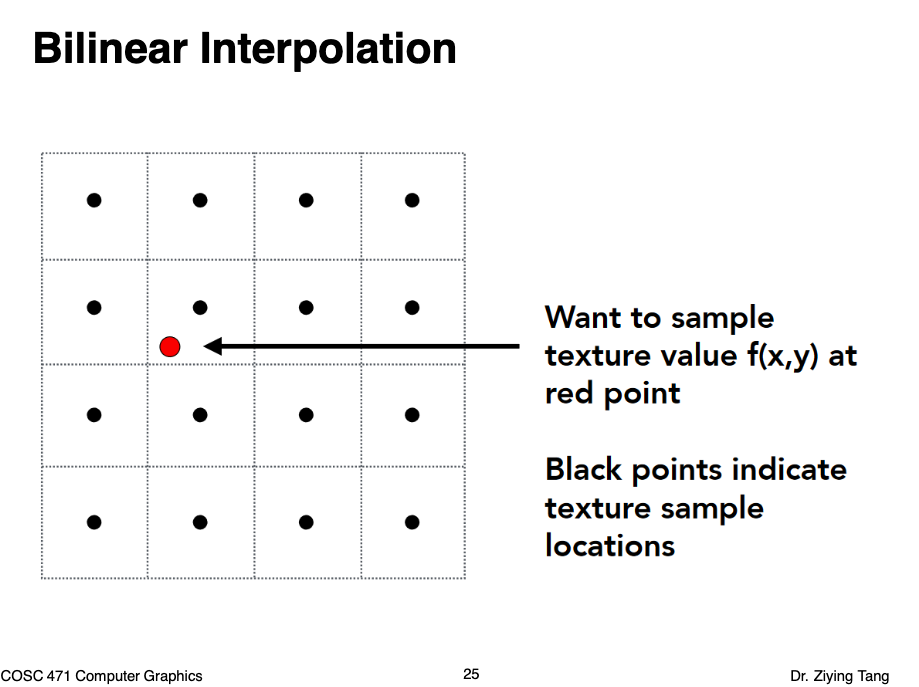 Bilinear Interpolation
Want to sample
texture value f(x,y) at
red point
Black points indicate
texture sample
locations
COSC 471 Computer Graphics
25
Dr. Ziying Tang